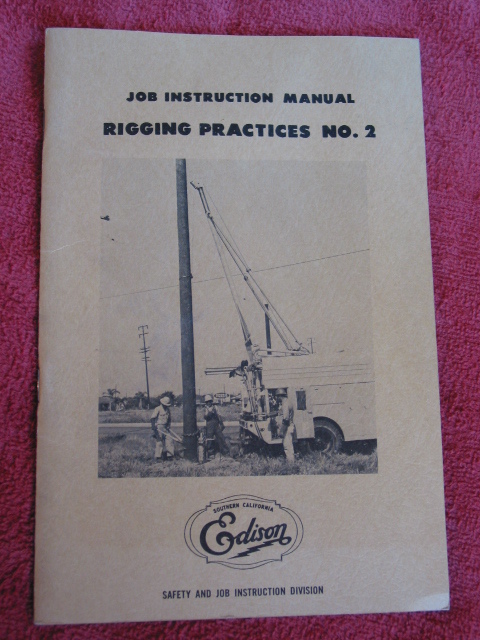 JOB INSTRUCTION MANUAL
RIGGING PRACTICES NO. 2
SOUTHERN CALIFORNIA
Edison
SAFETY AND JOB INSTRUCTION DIVISION